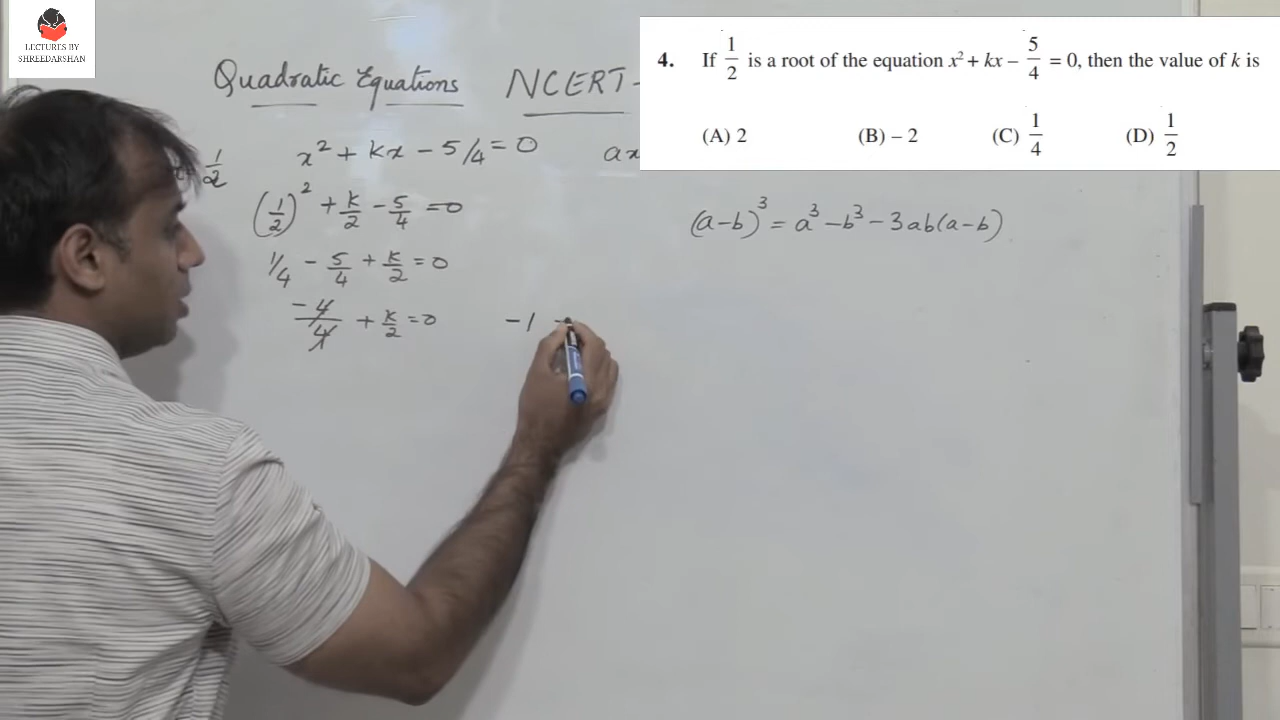 LECTURES BY
SHREEDARSHAN
4. If 1/2 is a root of the equation x² + kx – 5/4 = 0, then the value of k is
(A) 2 (B) – 2 (C) 1/4 (D) 1/2
Quadratic Equations NCERT-
x² + kx - 5/4 = 0
1/2
(1/2)² + k/2 - 5/4 = 0
1/4 - 5/4 + k/2 = 0
-4/4 + k/2 = 0 -1
(a-b)³ = a³ - b³ - 3ab(a-b)